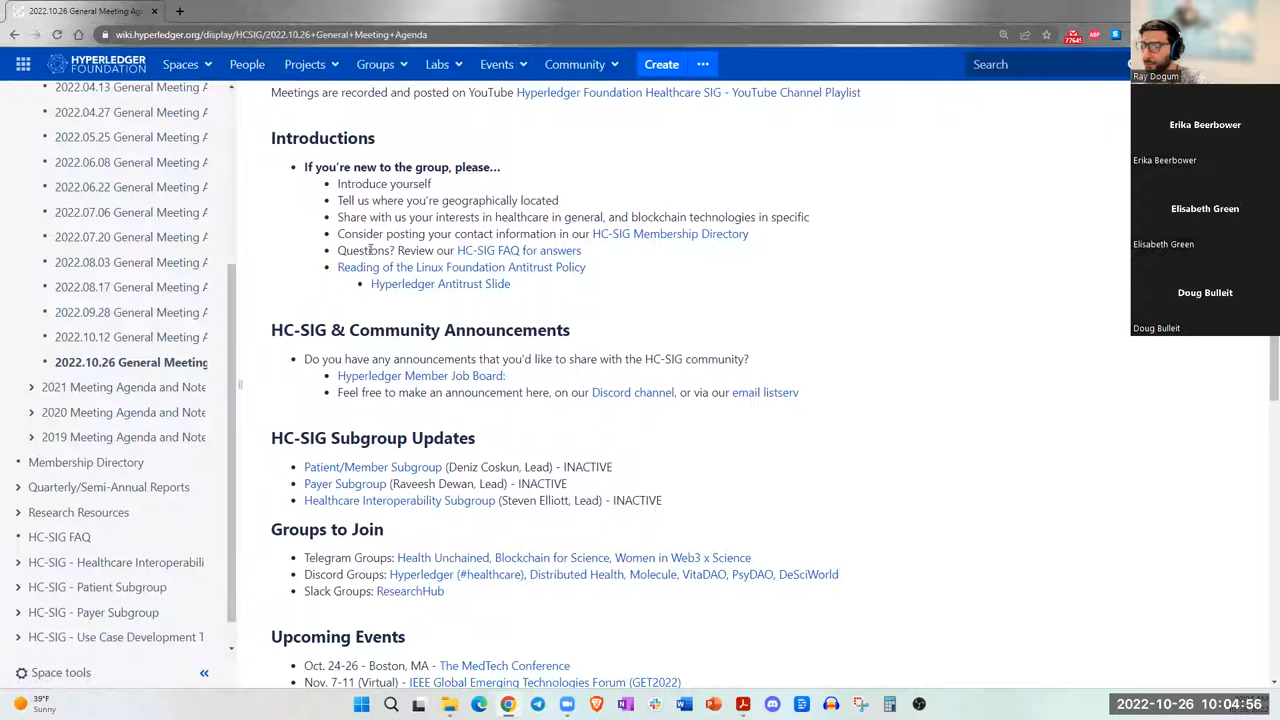 2022.10.26 General Meeting Agen
wiki.hyperledger.org/display/HCSIG/2022.10.26+General+Meeting+Agenda
HYPERLEDGER
FOUNDATION
Spaces
People
Projects
Groups
Labs
Events
Community
Create
Search
2022.04.13 General Meeting A
2022.04.27 General Meeting A
2022.05.25 General Meeting A
2022.06.08 General Meeting A
2022.06.22 General Meeting A
2022.07.06 General Meeting A
2022.07.20 General Meeting A
2022.08.03 General Meeting A
2022.08.17 General Meeting A
2022.09.28 General Meeting A
2022.10.12 General Meeting A
2022.10.26 General Meeting
2021 Meeting Agenda and Note
2020 Meeting Agenda and Note
2019 Meeting Agenda and Note
Membership Directory
Quarterly/Semi-Annual Reports
Research Resources
HC-SIG FAQ
HC-SIG - Healthcare Interoperabili
HC-SIG - Patient Subgroup
HC-SIG - Payer Subgroup
HC-SIG - Use Case Development T
Space tools
Meetings are recorded and posted on YouTube Hyperledger Foundation Healthcare SIG - YouTube Channel Playlist
Introductions
If you're new to the group, please...
Introduce yourself
Tell us where you're geographically located
Share with us your interests in healthcare in general, and blockchain technologies in specific
Consider posting your contact information in our HC-SIG Membership Directory
Questions? Review our HC-SIG FAQ for answers
Reading of the Linux Foundation Antitrust Policy
Hyperledger Antitrust Slide
HC-SIG & Community Announcements
Do you have any announcements that you'd like to share with the HC-SIG community?
Hyperledger Member Job Board:
Feel free to make an announcement here, on our Discord channel, or via our email listserv
HC-SIG Subgroup Updates
Patient/Member Subgroup (Deniz Coskun, Lead) - INACTIVE
Payer Subgroup (Raveesh Dewan, Lead) - INACTIVE
Healthcare Interoperability Subgroup (Steven Elliott, Lead) - INACTIVE
Groups to Join
Telegram Groups: Health Unchained, Blockchain for Science, Women in Web3 x Science
Discord Groups: Hyperledger (#healthcare), Distributed Health, Molecule, VitaDAO, PsyDAO, DeSciWorld
Slack Groups: ResearchHub
Upcoming Events
Oct. 24-26 - Boston, MA - The MedTech Conference
Nov. 7-11 (Virtual) - IEEE Global Emerging Technologies Forum (GET2022)
Ray Dogum
Erika Beerbower
Erika Beerbower
Elisabeth Green
Elisabeth Green
Doug Bulleit
Doug Bulleit
39°F
Sunny
2022-10-26 10:04:56